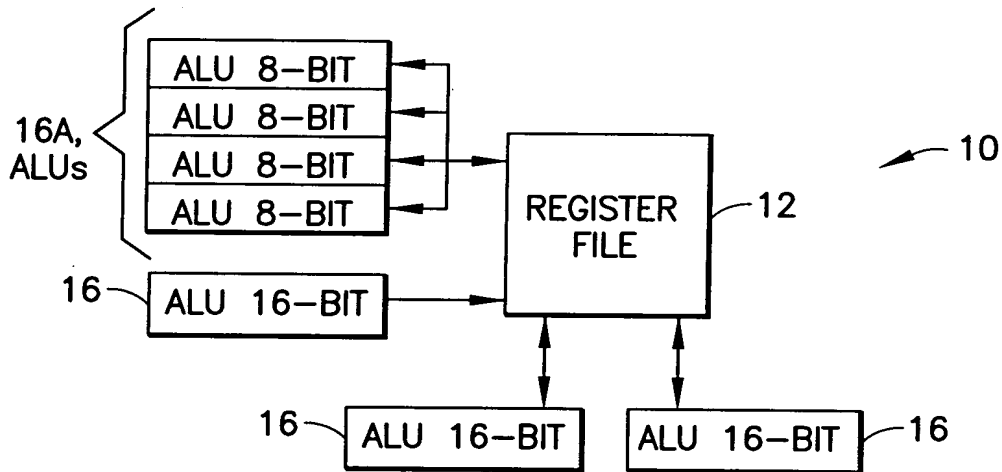 ALU 8-BIT
ALU 8-BIT
ALU 8-BIT
ALU 8-BIT
16A,
ALUs
10
REGISTER
FILE
12
16
ALU 16-BIT
16
ALU 16-BIT
ALU 16-BIT
16